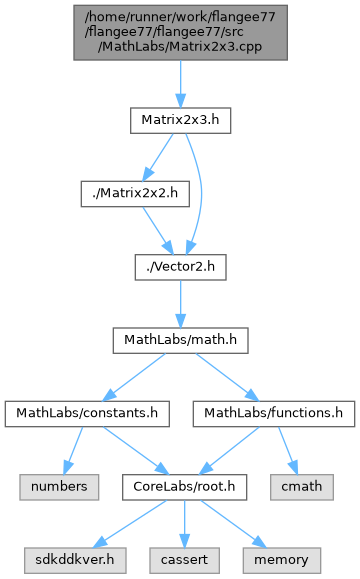 /home/runner/work/flangee77
/flangee77/flangee77/src
/MathLabs/Matrix2x3.cpp
Matrix2x3.h
./Matrix2x2.h
./Vector2.h
MathLabs/math.h
MathLabs/constants.h
MathLabs/functions.h
numbers
CoreLabs/root.h
cmath
sdkddkver.h
cassert
memory